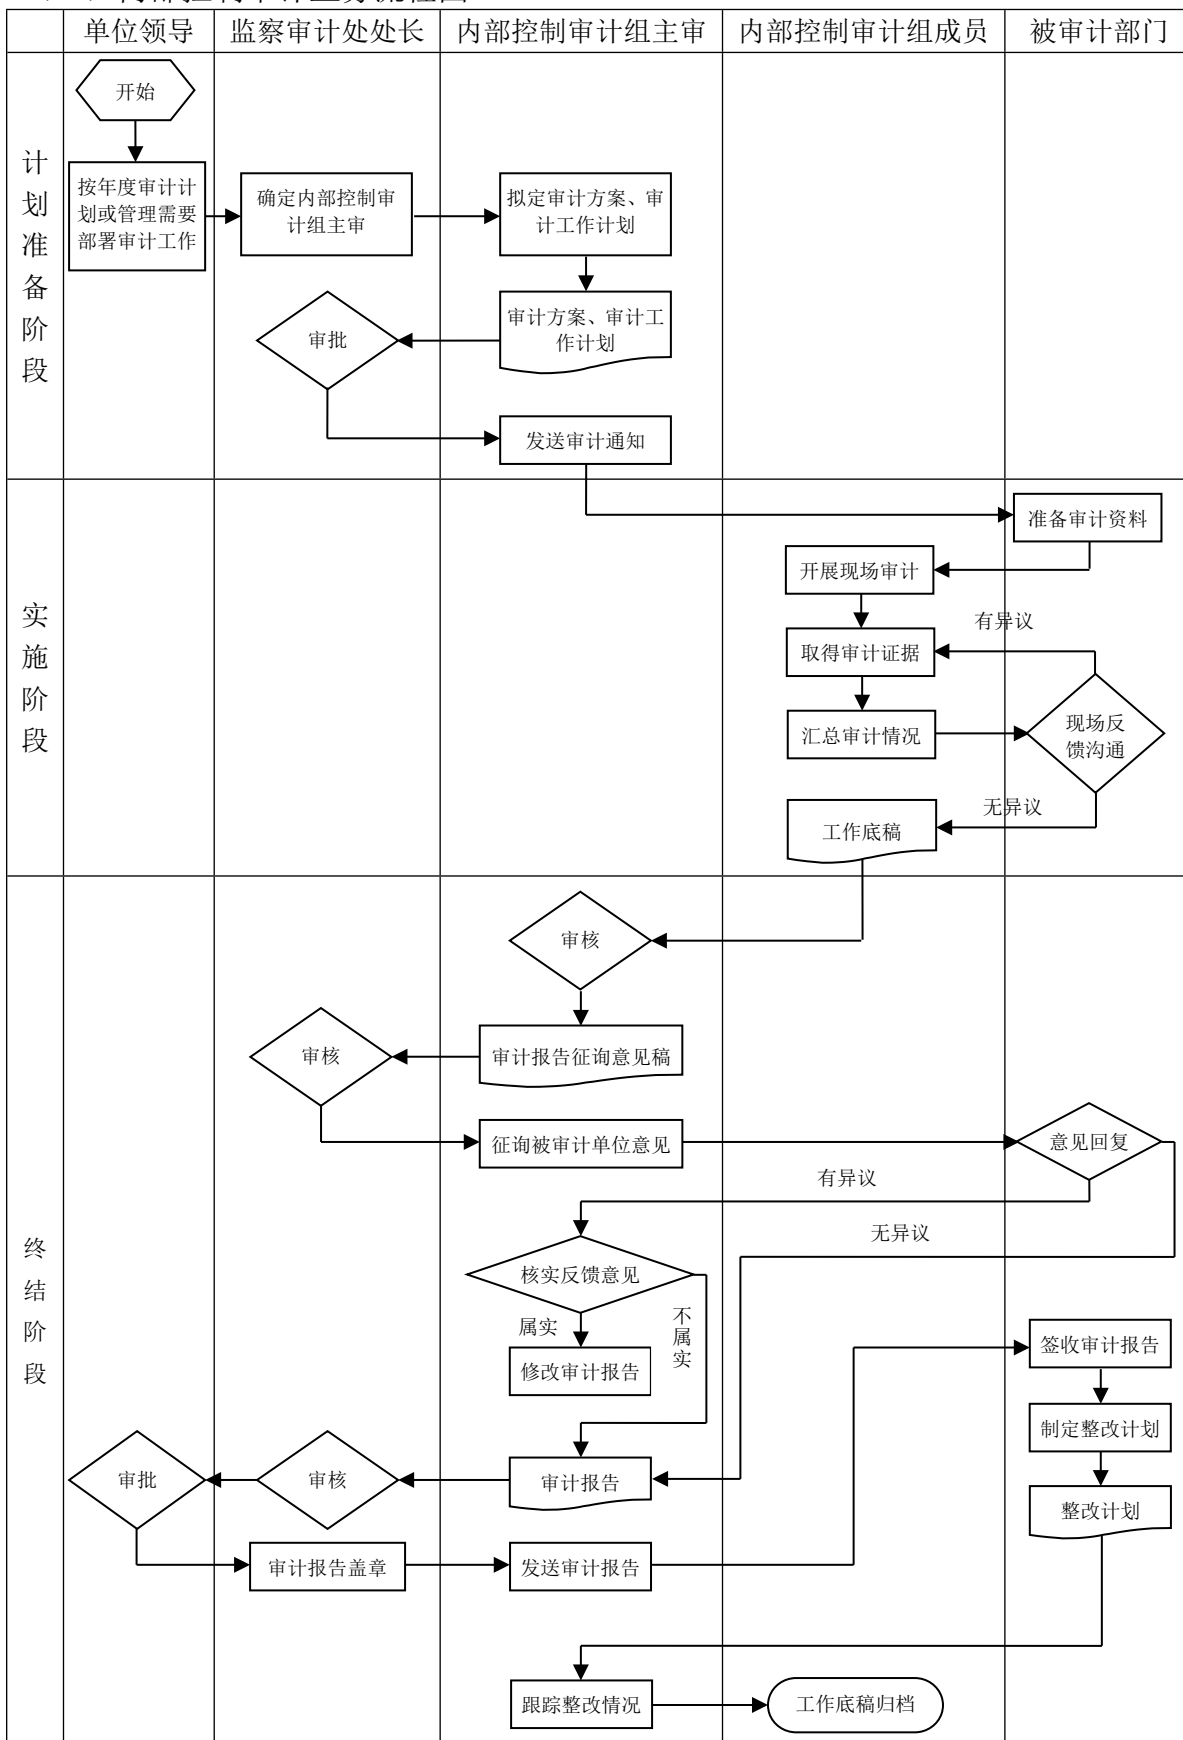 单位领导
监察审计处处长
内部控制审计组主审
内部控制审计组成员
被审计部门
计
划
准
备
阶
段
开始
按年度审计计
划或管理需要
部署审计工作
确定内部控制审
计组主审
拟定审计方案、审
计工作计划
审批
审计方案、审计工
作计划
发送审计通知
实
施
阶
段
准备审计资料
开展现场审计
有异议
取得审计证据
汇总审计情况
现场反
馈沟通
无异议
工作底稿
终
结
阶
段
审核
审核
审计报告征询意见稿
征询被审计单位意见
意见回复
有异议
无异议
核实反馈意见
属实
不
属
实
修改审计报告
签收审计报告
制定整改计划
审批
审核
审计报告
整改计划
审计报告盖章
发送审计报告
跟踪整改情况
工作底稿归档